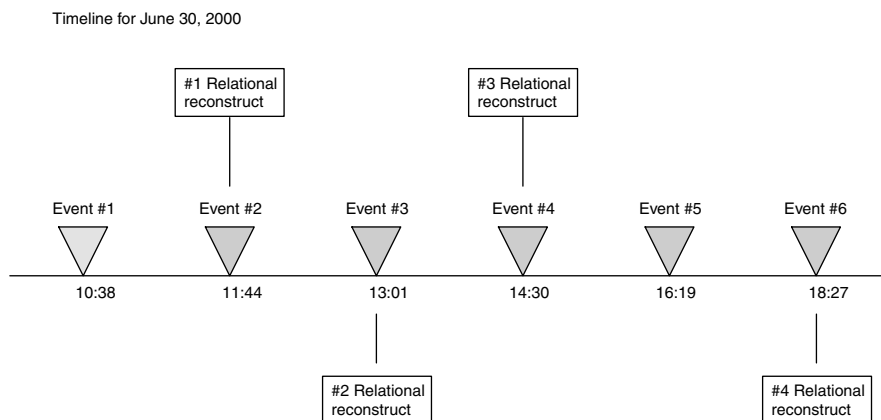 Timeline for June 30, 2000
#1 Relational
reconstruct
#3 Relational
reconstruct
Event #1
Event #2
Event #3
Event #4
Event #5
Event #6
10:38
11:44
13:01
14:30
16:19
18:27
#2 Relational
reconstruct
#4 Relational
reconstruct